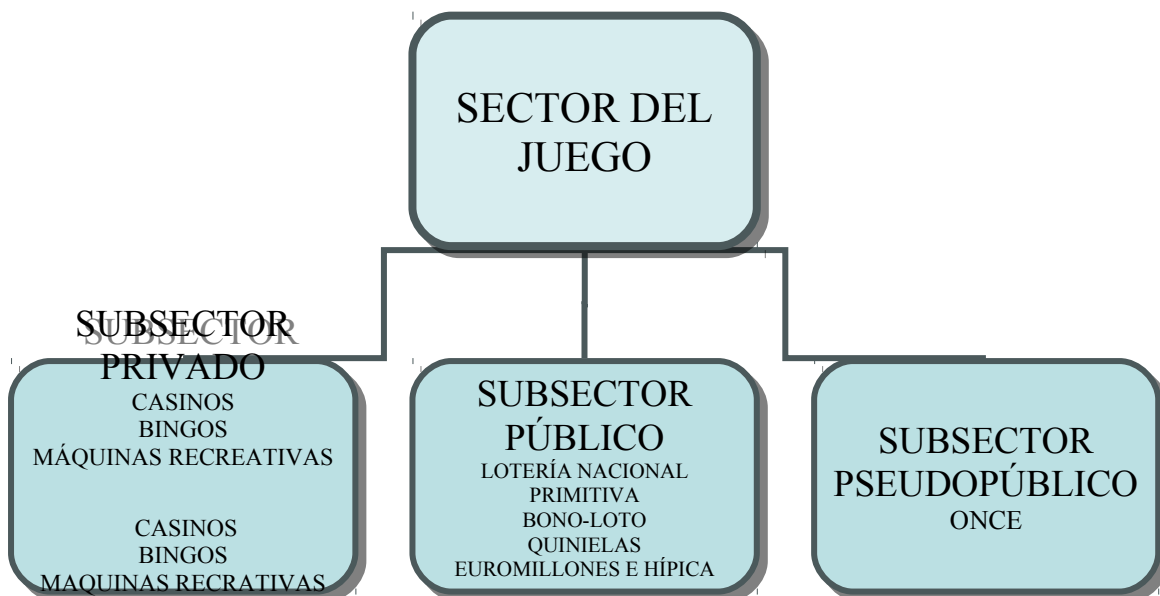 SECTOR DEL
JUEGO
SUBSECTOR
PRIVADO
CASINOS
BINGOS
MÁQUINAS RECREATIVAS
CASINOS
BINGOS
MAQUINAS RECRATIVAS
SUBSECTOR
PÚBLICO
LOTERÍA NACIONAL
PRIMITIVA
BONO-LOTO
QUINIELAS
EUROMILLONES E HÍPICA
SUBSECTOR
PSEUDOPÚBLICO
ONCE